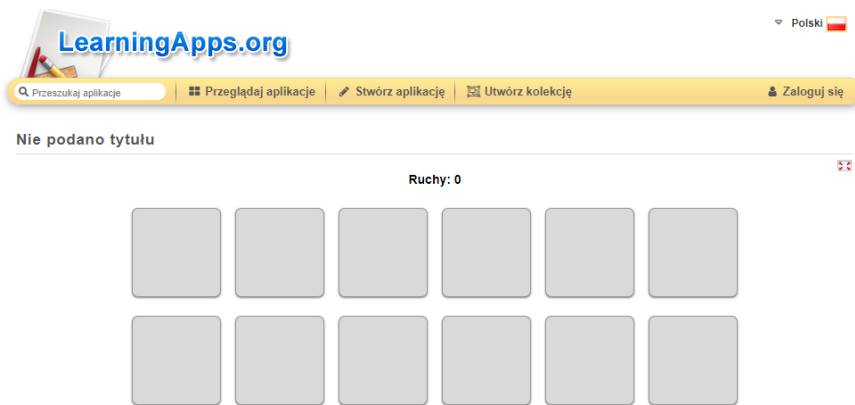 Polski
LearningApps.org
Przeszukaj aplikacje
Przeglądaj aplikacje
Stwórz aplikację
Utwórz kolekcję
Zaloguj się
Nie podano tytułu
Ruchy: 0